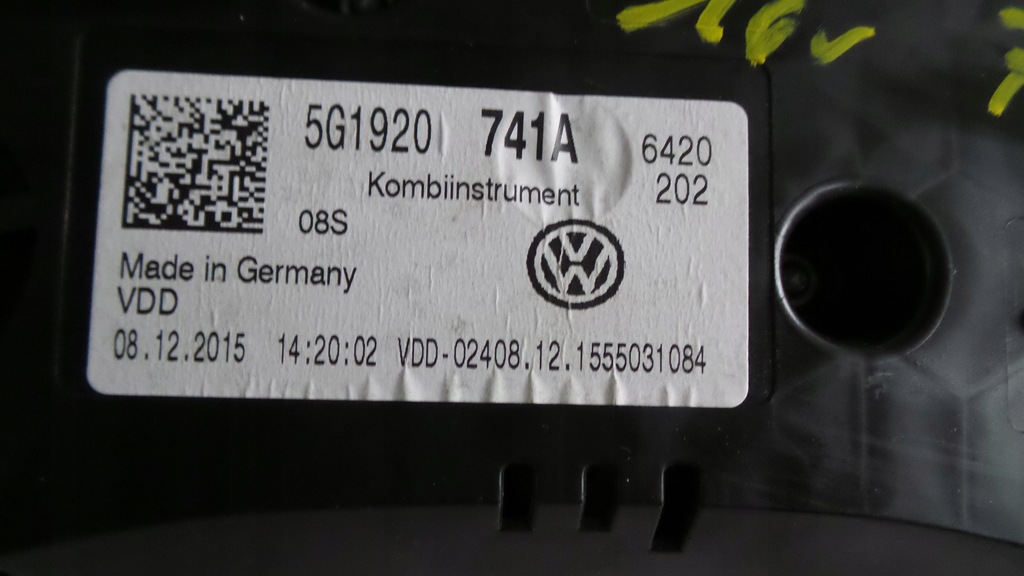 5G1920 741A 6420
Kombiinstrument 202
08S
Made in Germany
VDD
08.12.2015 14:20:02 VDD-02408.12.1555031084